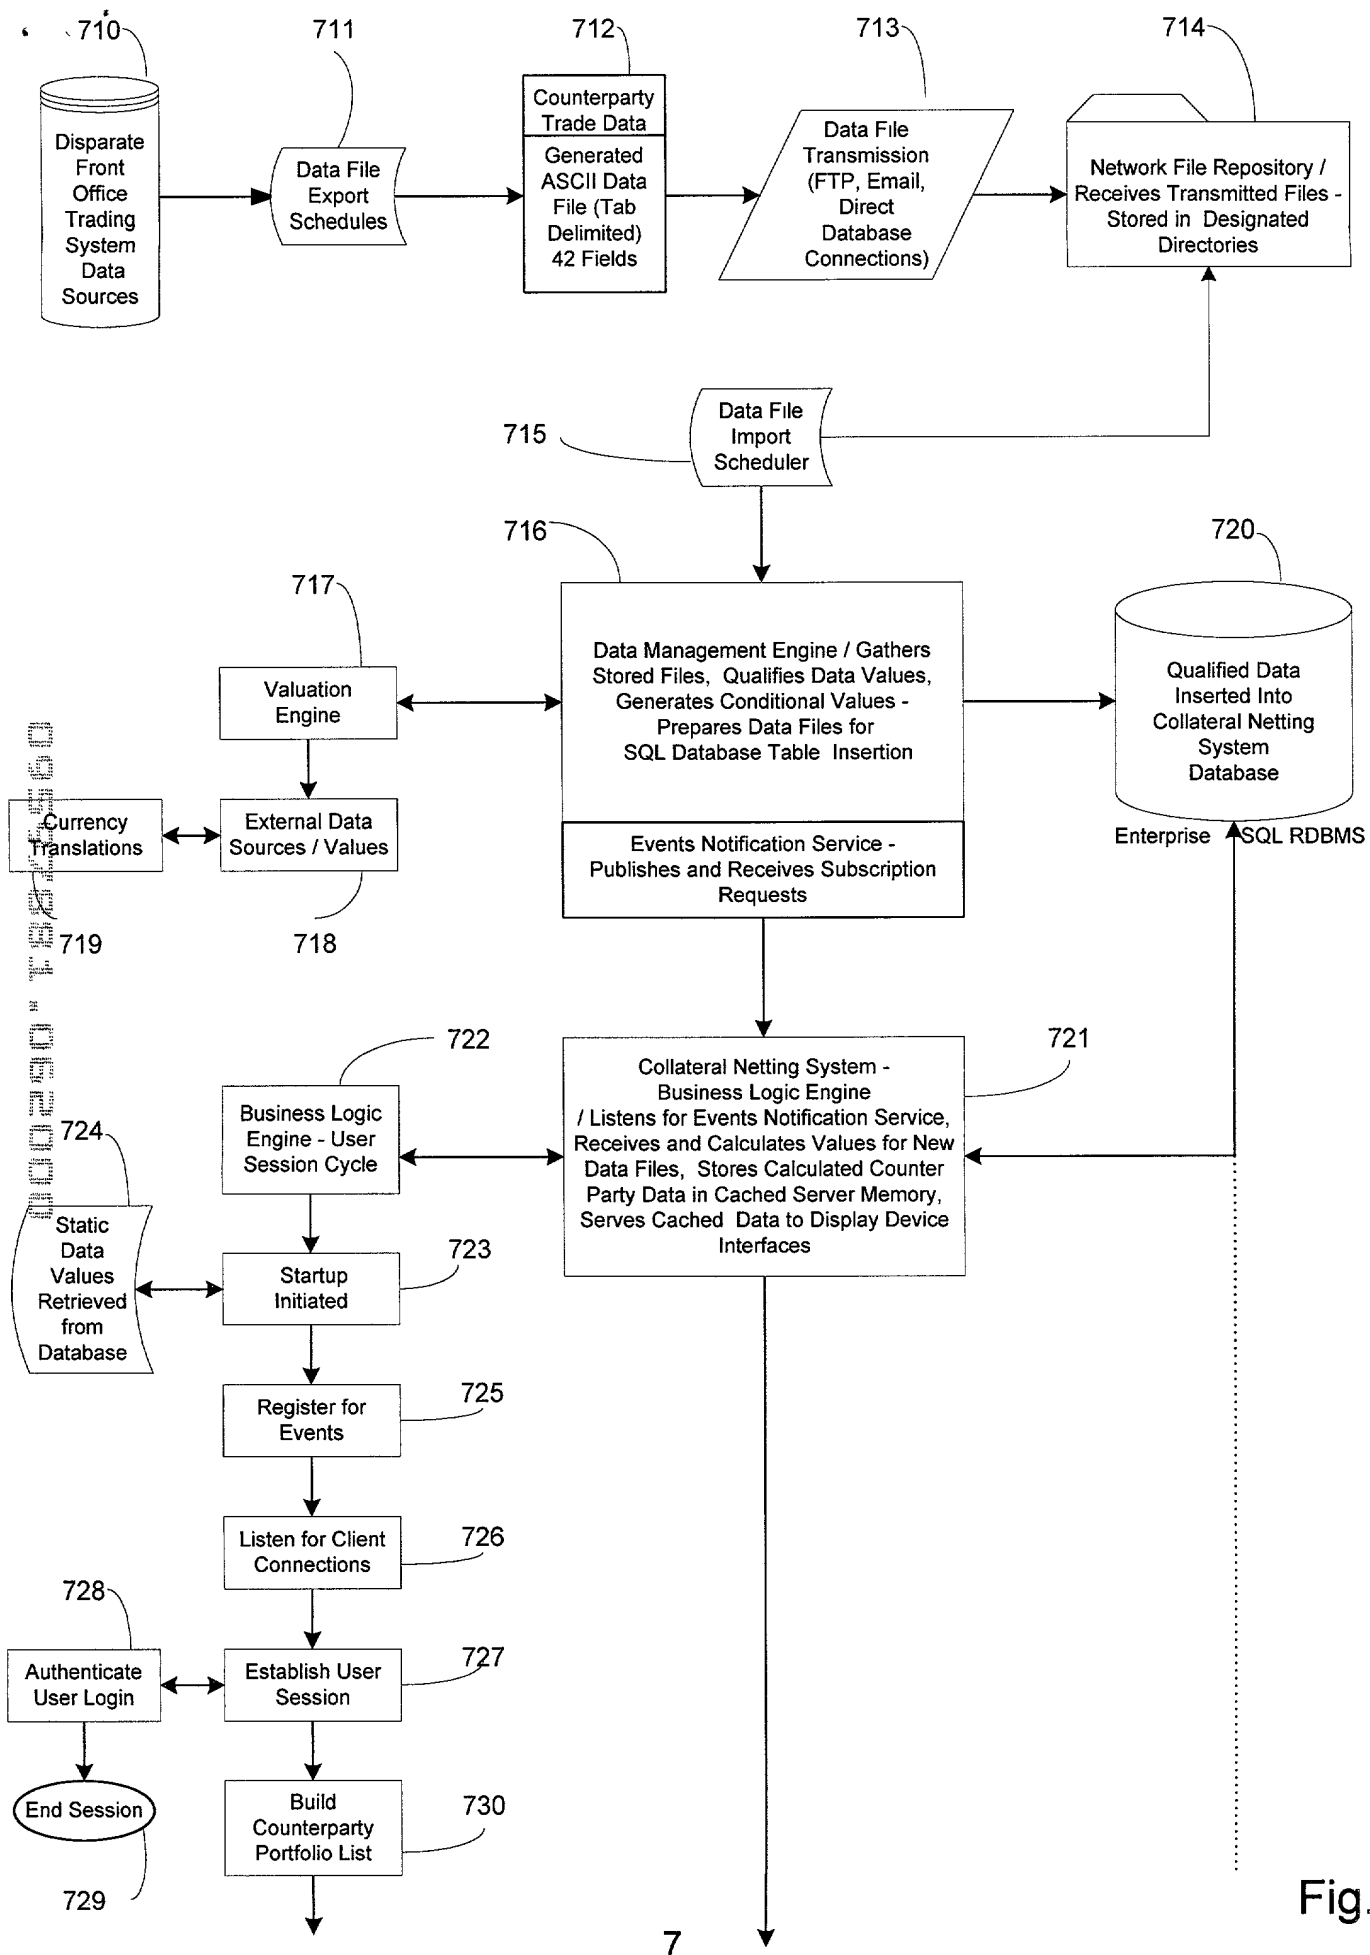 710
711
712
713
714
Disparate
Front
Office
Trading
System
Data
Sources
Data File
Export
Schedules
Counterparty
Trade Data
Generated
ASCII Data
File (Tab
Delimited)
42 Fields
Data File
Transmission
(FTP, Email,
Direct
Database
Connections)
Network File Repository /
Receives Transmitted Files -
Stored in Designated
Directories
715
Data File
Import
Scheduler
716
717
720
Valuation
Engine
Data Management Engine / Gathers
Stored Files, Qualifies Data Values,
Generates Conditional Values -
Prepares Data Files for
SQL Database Table Insertion
Qualified Data
Inserted Into
Collateral Netting
System
Database
Currency
Translations
External Data
Sources / Values
Events Notification Service -
Publishes and Receives Subscription
Requests
Enterprise SQL RDBMS
719
718
722
721
Business Logic
Engine - User
Session Cycle
Collateral Netting System -
Business Logic Engine
/ Listens for Events Notification Service,
Receives and Calculates Values for New
Data Files, Stores Calculated Counter
Party Data in Cached Server Memory,
Serves Cached Data to Display Device
Interfaces
724
Static
Data
Values
Retrieved
from
Database
Startup
Initiated
723
Register for
Events
725
Listen for Client
Connections
726
728
Authenticate
User Login
Establish User
Session
727
End Session
Build
Counterparty
Portfolio List
730
729
Fig.
7